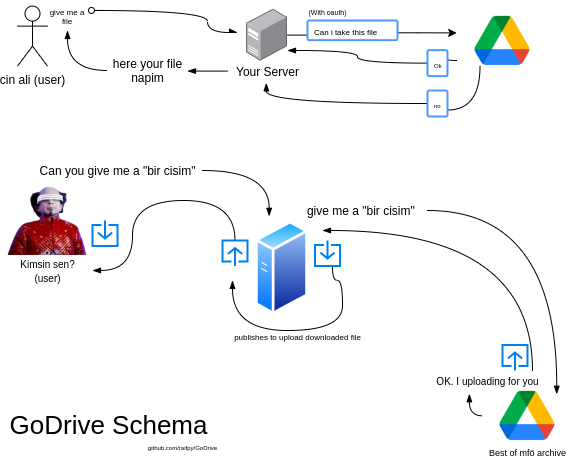 give me a
file
(With oauth)
Can i take this file
Ok
no
cin ali (user)
here your file
napim
Your Server
Can you give me a "bir cisim"
give me a "bir cisim"
Kimsin sen?
(user)
publishes to upload downloaded file
OK. I uploading for you
GoDrive Schema
github.com/raifpy/GoDrive
Best of mfö archive